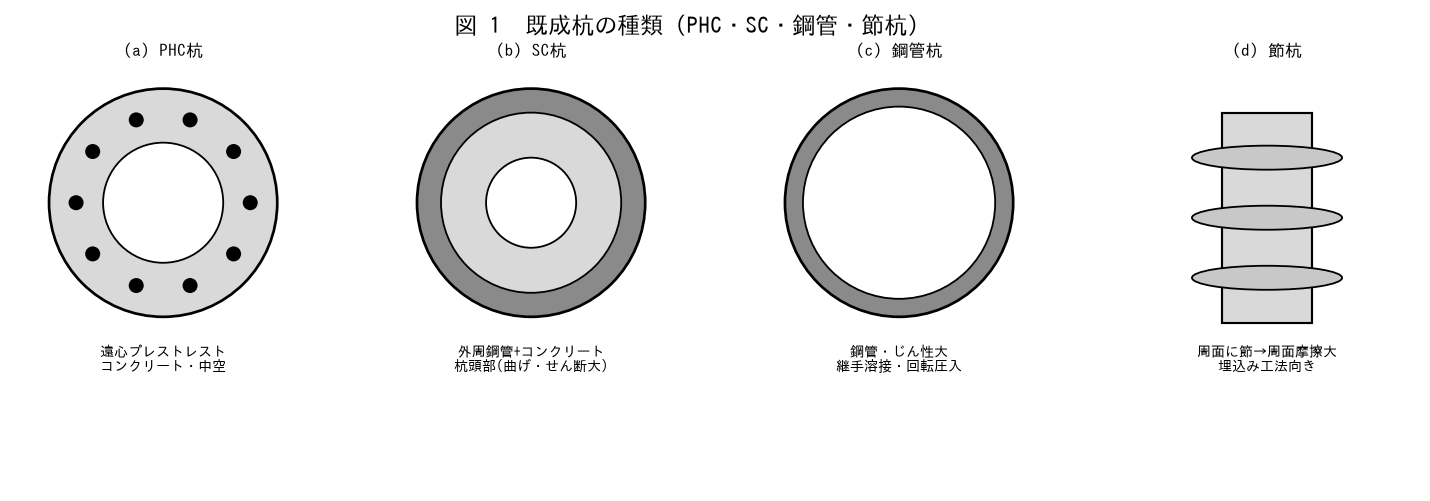 図 1 既成杭の種類（PHC・SC・鋼管・節杭）
(a) PHC杭
(b) SC杭
(c) 鋼管杭
(d) 節杭
遠心プレストレスト
コンクリート・中空
外周鋼管+コンクリート
杭頭部(曲げ・せん断大)
鋼管・じん性大
継手溶接・回転圧入
周面に節→周面摩擦大
埋込み工法向き